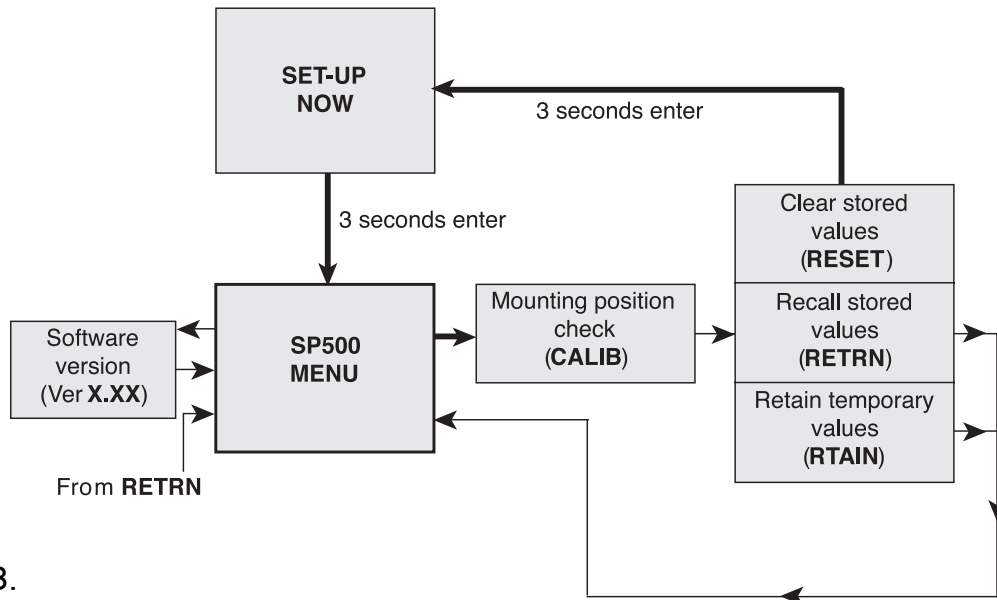 SET-UP
NOW
3 seconds enter
3 seconds enter
Clear stored
values
(RESET)
Software
version
(Ver X.XX)
SP500
MENU
Mounting position
check
(CALIB)
Recall stored
values
(RETRN)
Retain temporary
values
(RTAIN)
From RETRN
3.